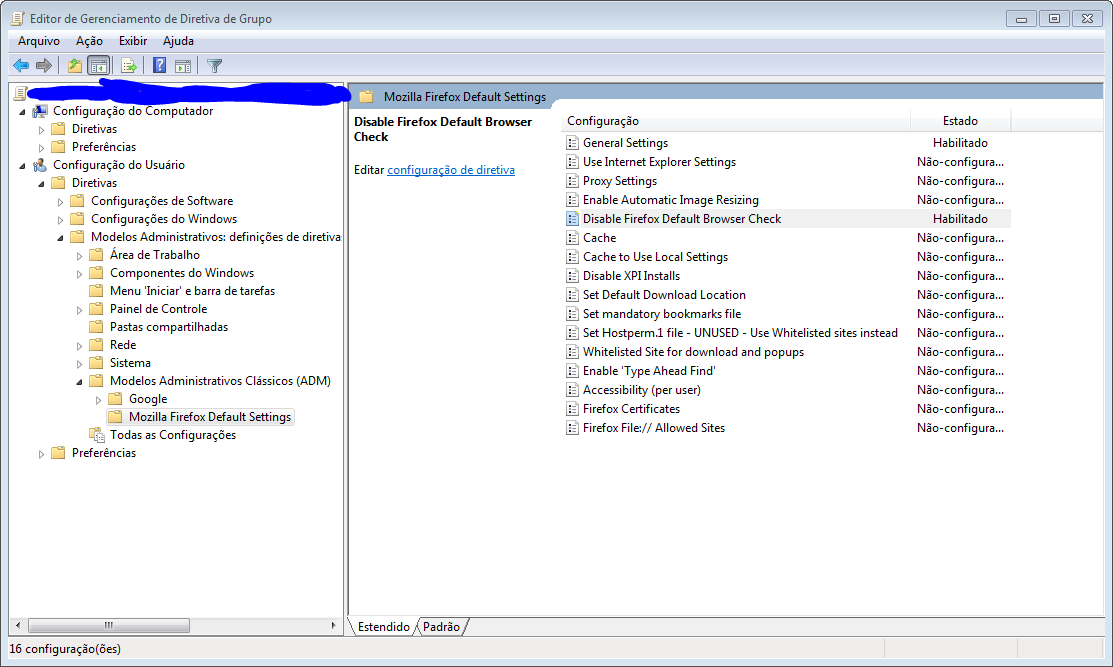 Editor de Gerenciamento de Diretiva de Grupo
Arquivo Ação Exibir Ajuda
Configuração do Computador
Diretivas
Preferências
Configuração do Usuário
Diretivas
Configurações de Software
Configurações do Windows
Modelos Administrativos: definições de diretiva
Área de Trabalho
Componentes do Windows
Menu 'Iniciar' e barra de tarefas
Painel de Controle
Pastas compartilhadas
Rede
Sistema
Modelos Administrativos Clássicos (ADM)
Google
Mozilla Firefox Default Settings
Todas as Configurações
Preferências
Mozilla Firefox Default Settings
Disable Firefox Default Browser
Check
Editar configuração de diretiva
Configuração Estado
General Settings Habilitado
Use Internet Explorer Settings Não-configura...
Proxy Settings Não-configura...
Enable Automatic Image Resizing Não-configura...
Disable Firefox Default Browser Check Habilitado
Cache Não-configura...
Cache to Use Local Settings Não-configura...
Disable XPI Installs Não-configura...
Set Default Download Location Não-configura...
Set mandatory bookmarks file Não-configura...
Set Hostperm.1 file - UNUSED - Use Whitelisted sites instead Não-configura...
Whitelisted Site for download and popups Não-configura...
Enable 'Type Ahead Find' Não-configura...
Accessibility (per user) Não-configura...
Firefox Certificates Não-configura...
Firefox File:// Allowed Sites Não-configura...
Estendido Padrão
16 configuração(ões)